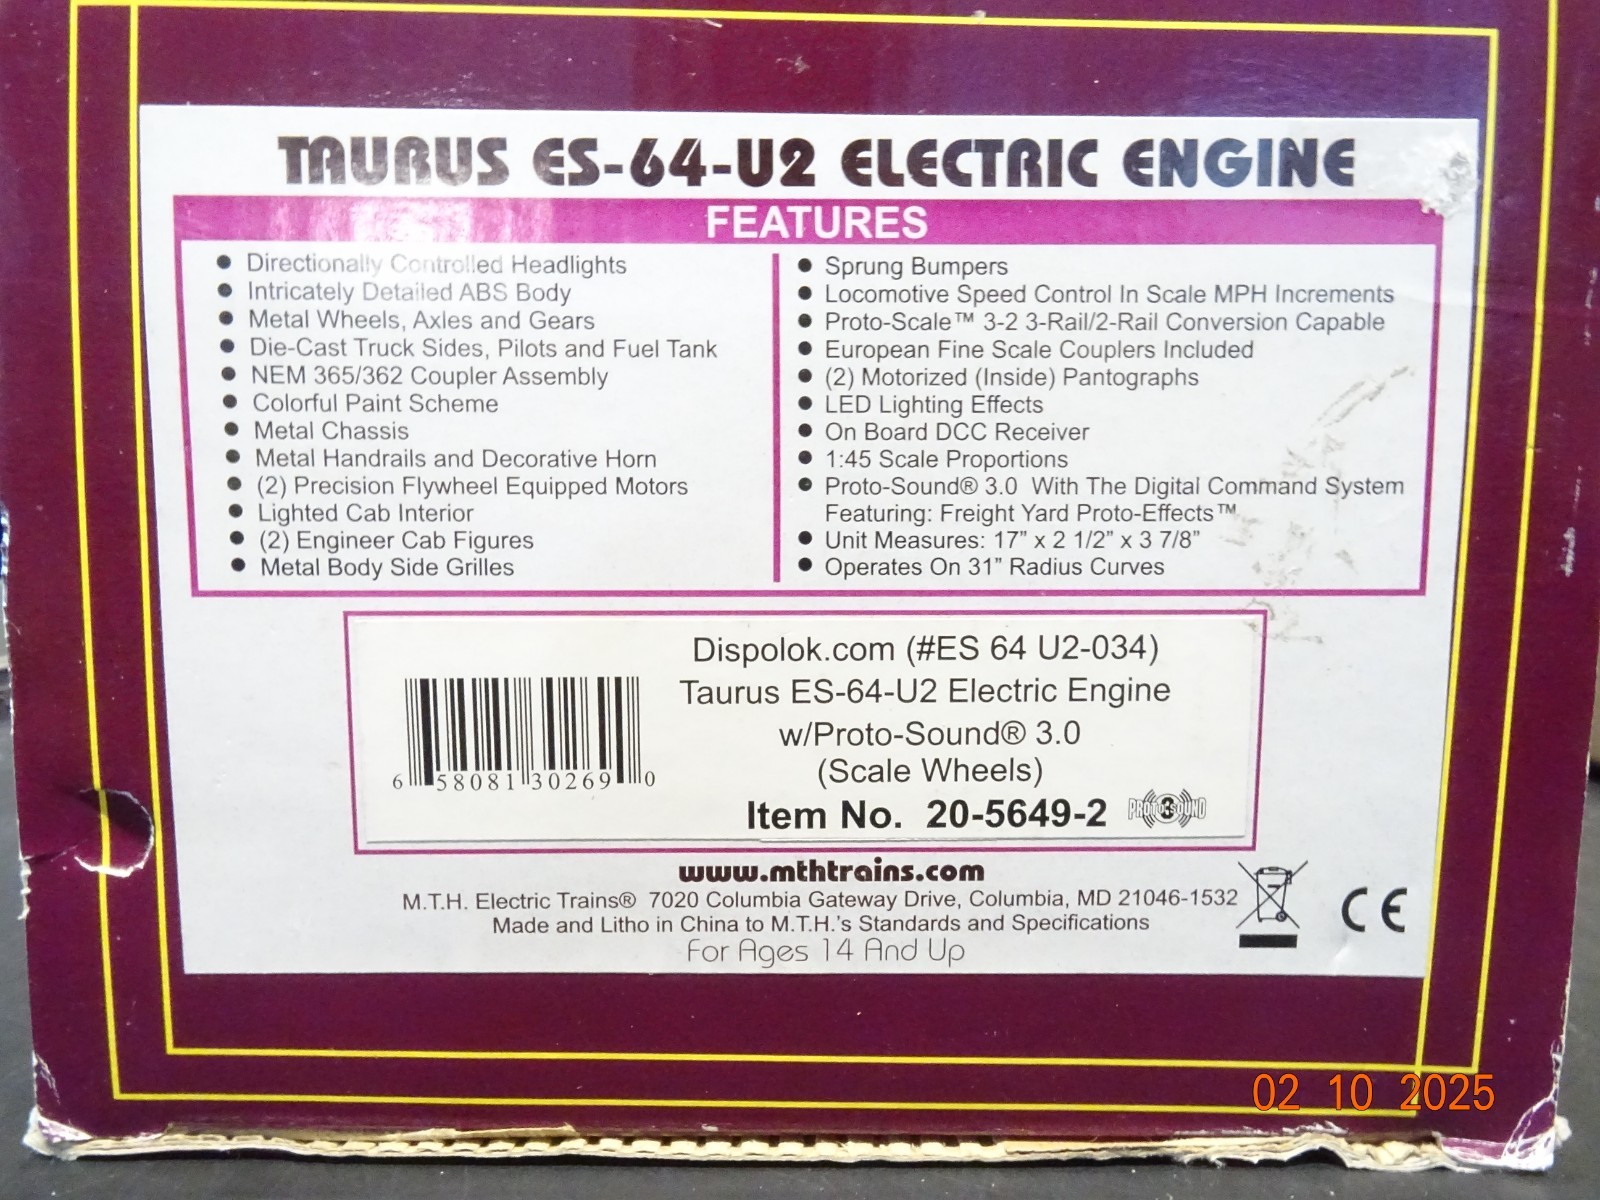 TAURUS ES-64-U2 ELECTRIC ENGINE
FEATURES
Directionally Controlled Headlights
Intricately Detailed ABS Body
Metal Wheels, Axles and Gears
Die-Cast Truck Sides, Pilots and Fuel Tank
NEM 365/362 Coupler Assembly
Colorful Paint Scheme
Metal Chassis
Metal Handrails and Decorative Horn
(2) Precision Flywheel Equipped Motors
Lighted Cab Interior
(2) Engineer Cab Figures
Metal Body Side Grilles
Sprung Bumpers
Locomotive Speed Control In Scale MPH Increments
Proto-Scale™ 3-2 3-Rail/2-Rail Conversion Capable
European Fine Scale Couplers Included
(2) Motorized (Inside) Pantographs
LED Lighting Effects
On Board DCC Receiver
1:45 Scale Proportions
Proto-Sound® 3.0 With The Digital Command System
Featuring: Freight Yard Proto-Effects™
Unit Measures: 17” x 2 1/2” x 3 7/8”
Operates On 31” Radius Curves
Dispolok.com (#ES 64 U2-034)
Taurus ES-64-U2 Electric Engine
w/Proto-Sound® 3.0
(Scale Wheels)
Item No. 20-5649-2
PROTO-SOUND 3
6 58081 30269 0
www.mthtrains.com
M.T.H. Electric Trains® 7020 Columbia Gateway Drive, Columbia, MD 21046-1532
Made and Litho in China to M.T.H.'s Standards and Specifications
For Ages 14 And Up
CE
02 10 2025